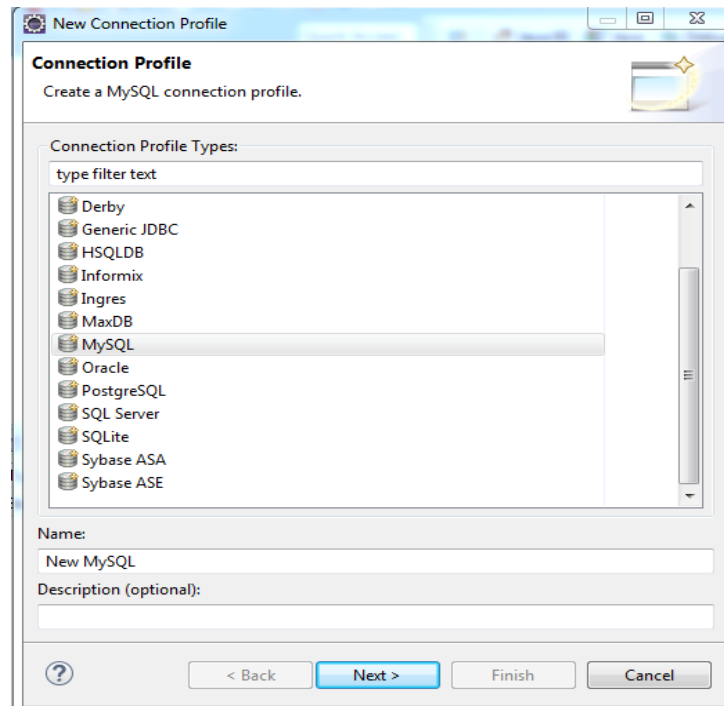 New Connection Profile
Connection Profile
Create a MySQL connection profile.
Connection Profile Types:
type filter text
Derby
Generic JDBC
HSQLDB
Informix
Ingres
MaxDB
MySQL
Oracle
PostgreSQL
SQL Server
SQLite
Sybase ASA
Sybase ASE
Name:
New MySQL
Description (optional):
?
< Back
Next >
Finish
Cancel